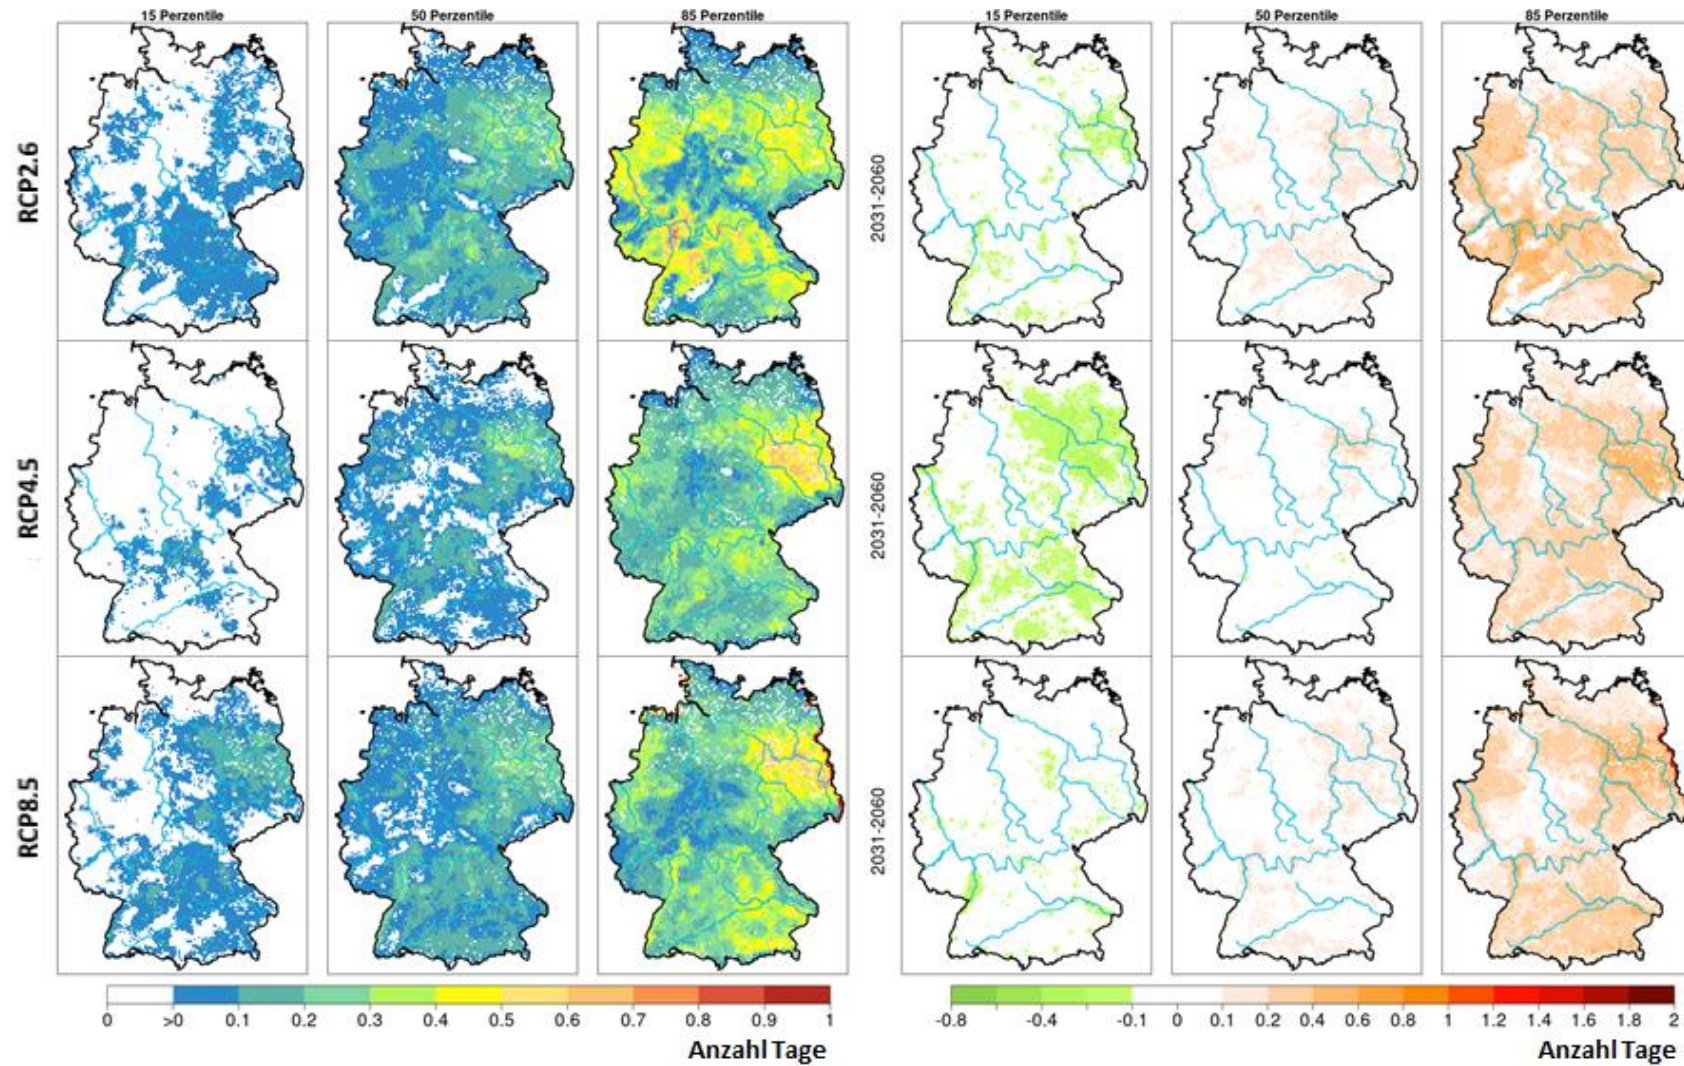 15 Perzentile 50 Perzentile 85 Perzentile 15 Perzentile 50 Perzentile 85 Perzentile
RCP2.6
2031-2060
RCP4.5
2031-2060
RCP8.5
2031-2060
0 >0 0.1 0.2 0.3 0.4 0.5 0.6 0.7 0.8 0.9 1
-0.8 -0.4 -0.1 0 0.1 0.2 0.4 0.6 0.8 1 1.2 1.4 1.6 1.8 2
Anzahl Tage
Anzahl Tage